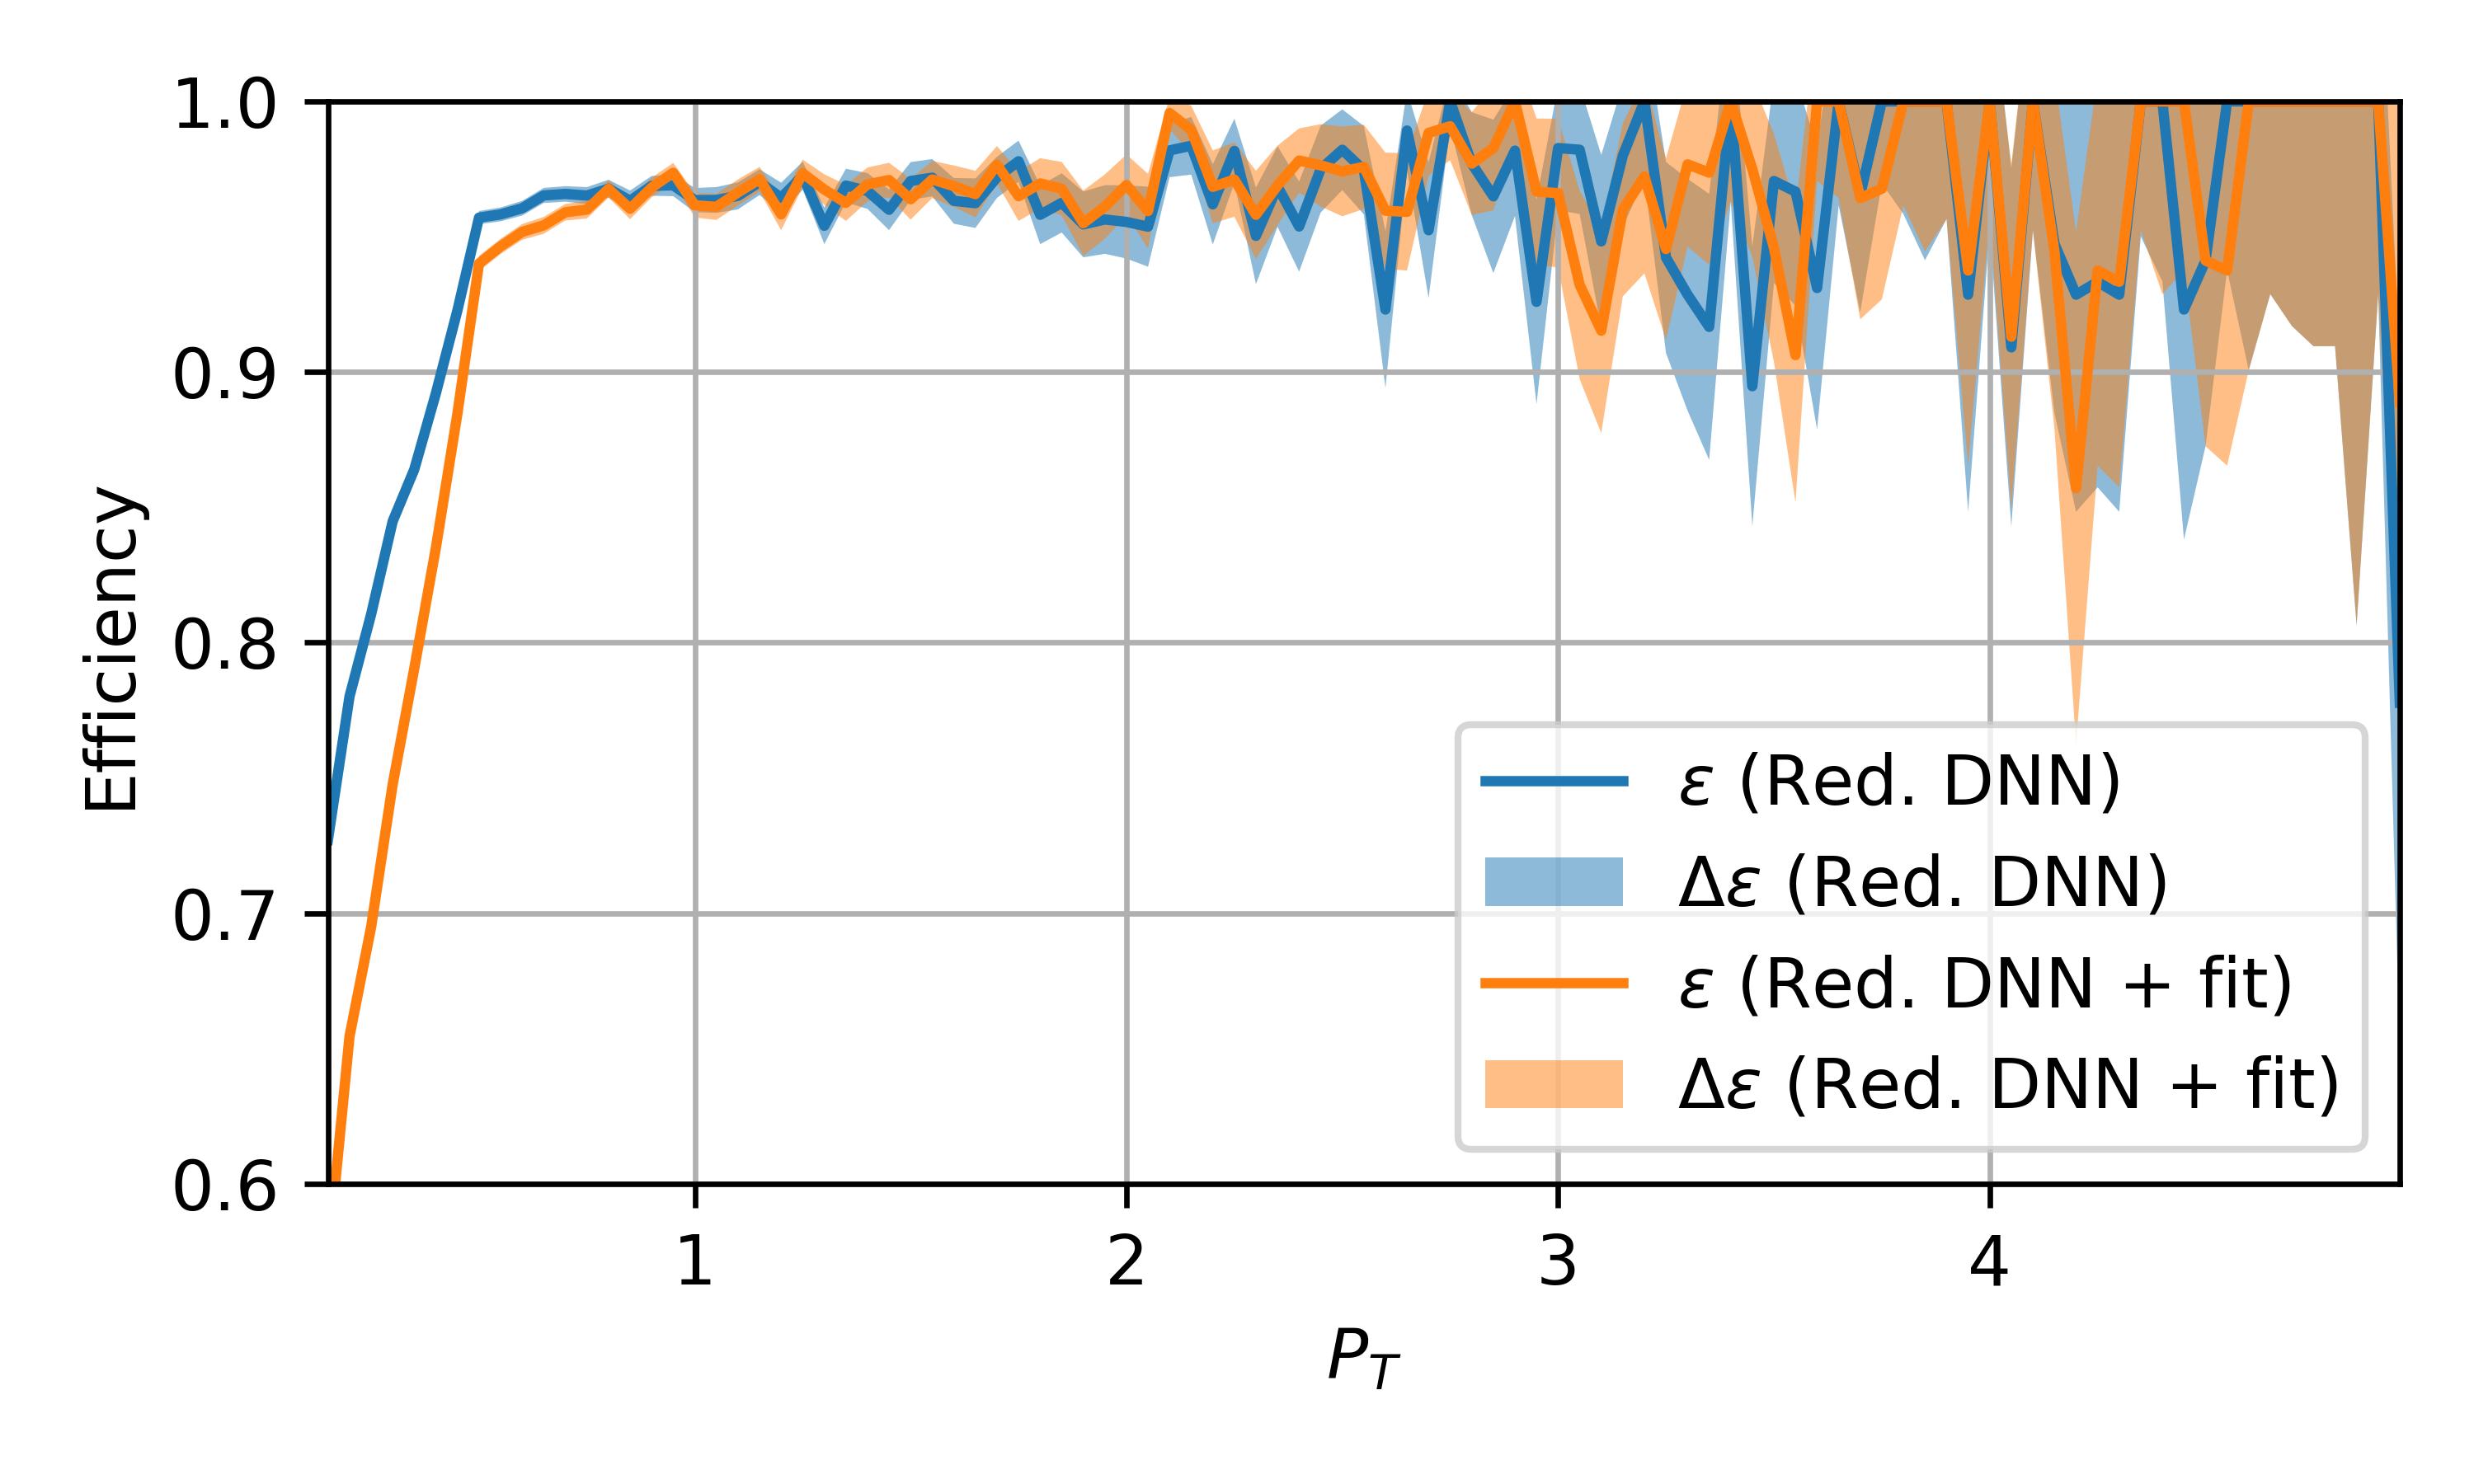 1.0
0.9
0.8
0.7
0.6
Efficiency
1
2
3
4
P_T
ε (Red. DNN)
Δε (Red. DNN)
ε (Red. DNN + fit)
Δε (Red. DNN + fit)